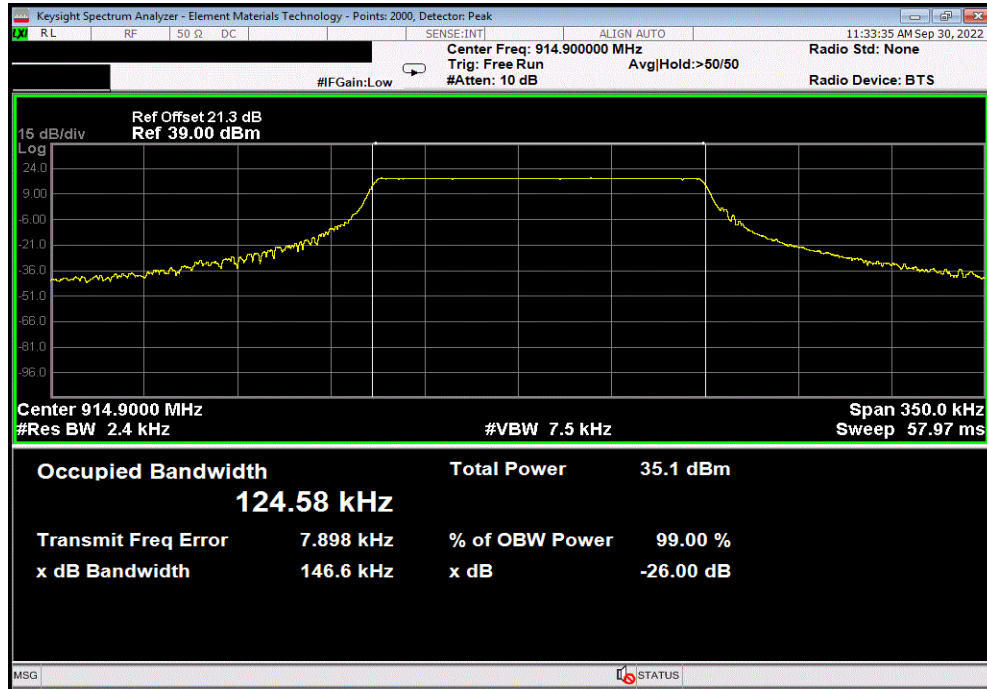 Keysight Spectrum Analyzer - Element Materials Technology - Points: 2000, Detector: Peak
LXI RL RF 50 Ω DC SENSE:INT ALIGN AUTO 11:33:35 AM Sep 30, 2022
Center Freq: 914.900000 MHz Radio Std: None
Trig: Free Run Avg|Hold:>50/50
#IFGain:Low #Atten: 10 dB Radio Device: BTS
Ref Offset 21.3 dB
15 dB/div Ref 39.00 dBm
Log
24.0
9.00
-6.00
-21.0
-36.0
-51.0
-66.0
-81.0
-96.0
Center 914.9000 MHz Span 350.0 kHz
#Res BW 2.4 kHz #VBW 7.5 kHz Sweep 57.97 ms
Occupied Bandwidth Total Power 35.1 dBm
124.58 kHz
Transmit Freq Error 7.898 kHz % of OBW Power 99.00 %
x dB Bandwidth 146.6 kHz x dB -26.00 dB
MSG STATUS